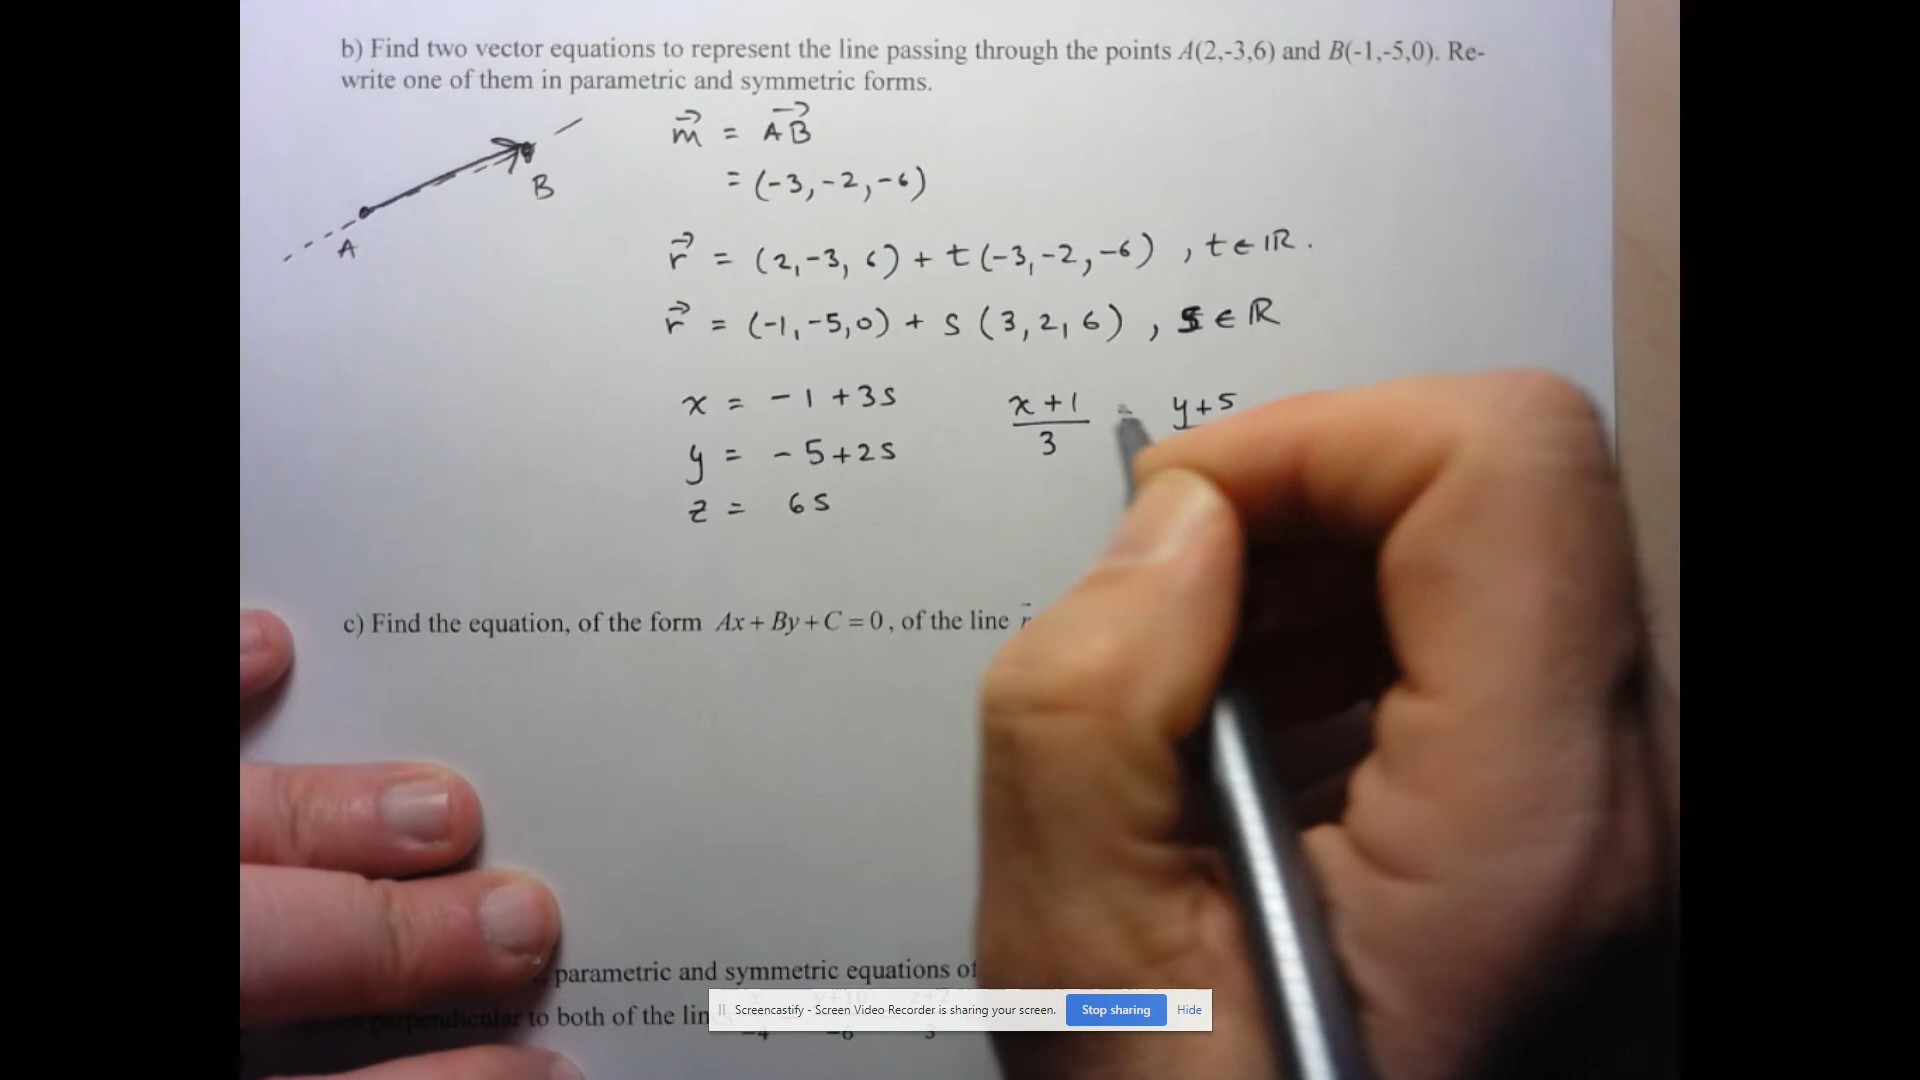 b) Find two vector equations to represent the line passing through the points A(2,-3,6) and B(-1,-5,0). Re-
write one of them in parametric and symmetric forms.
A
B
m⃗ = AB⃗
= (-3,-2,-6)
r⃗ = (2,-3,6) + t(-3,-2,-6) , t ∈ ℝ .
r⃗ = (-1,-5,0) + s (3,2,6) , s ∈ ℝ
x = -1 +3s
y = -5+2s
z = 6s
x+1
3
=
y+5
c) Find the equation, of the form Ax + By + C = 0, of the line r⃗
parametric and symmetric equations of
perpendicular to both of the lin
Screencastify - Screen Video Recorder is sharing your screen.
Stop sharing
Hide